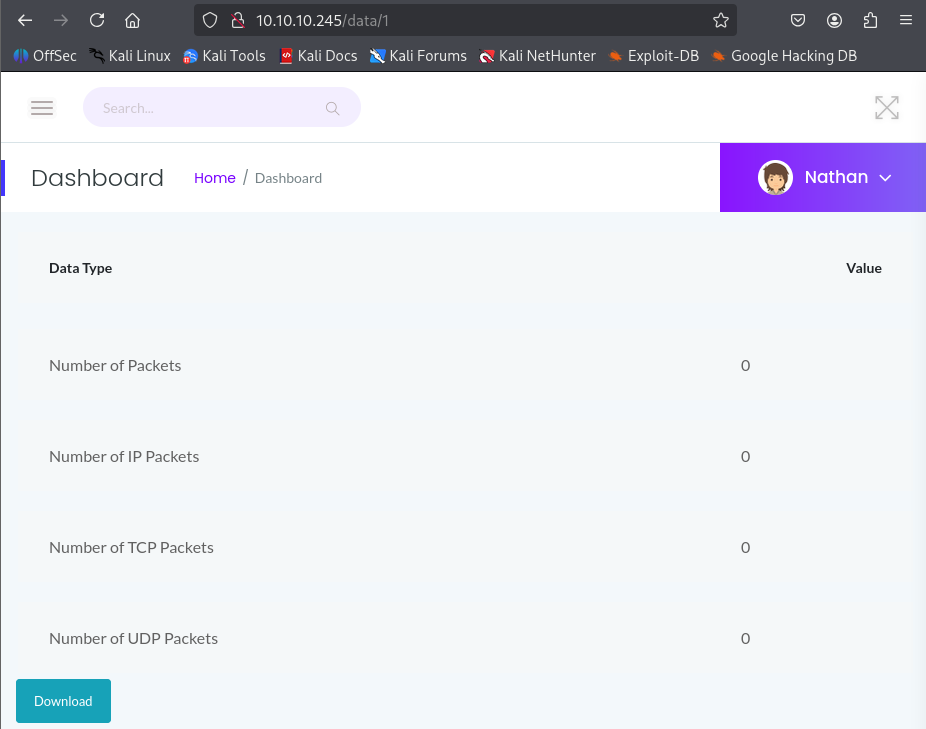 10.10.10.245/data/1
OffSec Kali Linux Kali Tools Kali Docs Kali Forums Kali NetHunter Exploit-DB Google Hacking DB
Search...
Dashboard Home / Dashboard Nathan
Data Type Value
Number of Packets 0
Number of IP Packets 0
Number of TCP Packets 0
Number of UDP Packets 0
Download